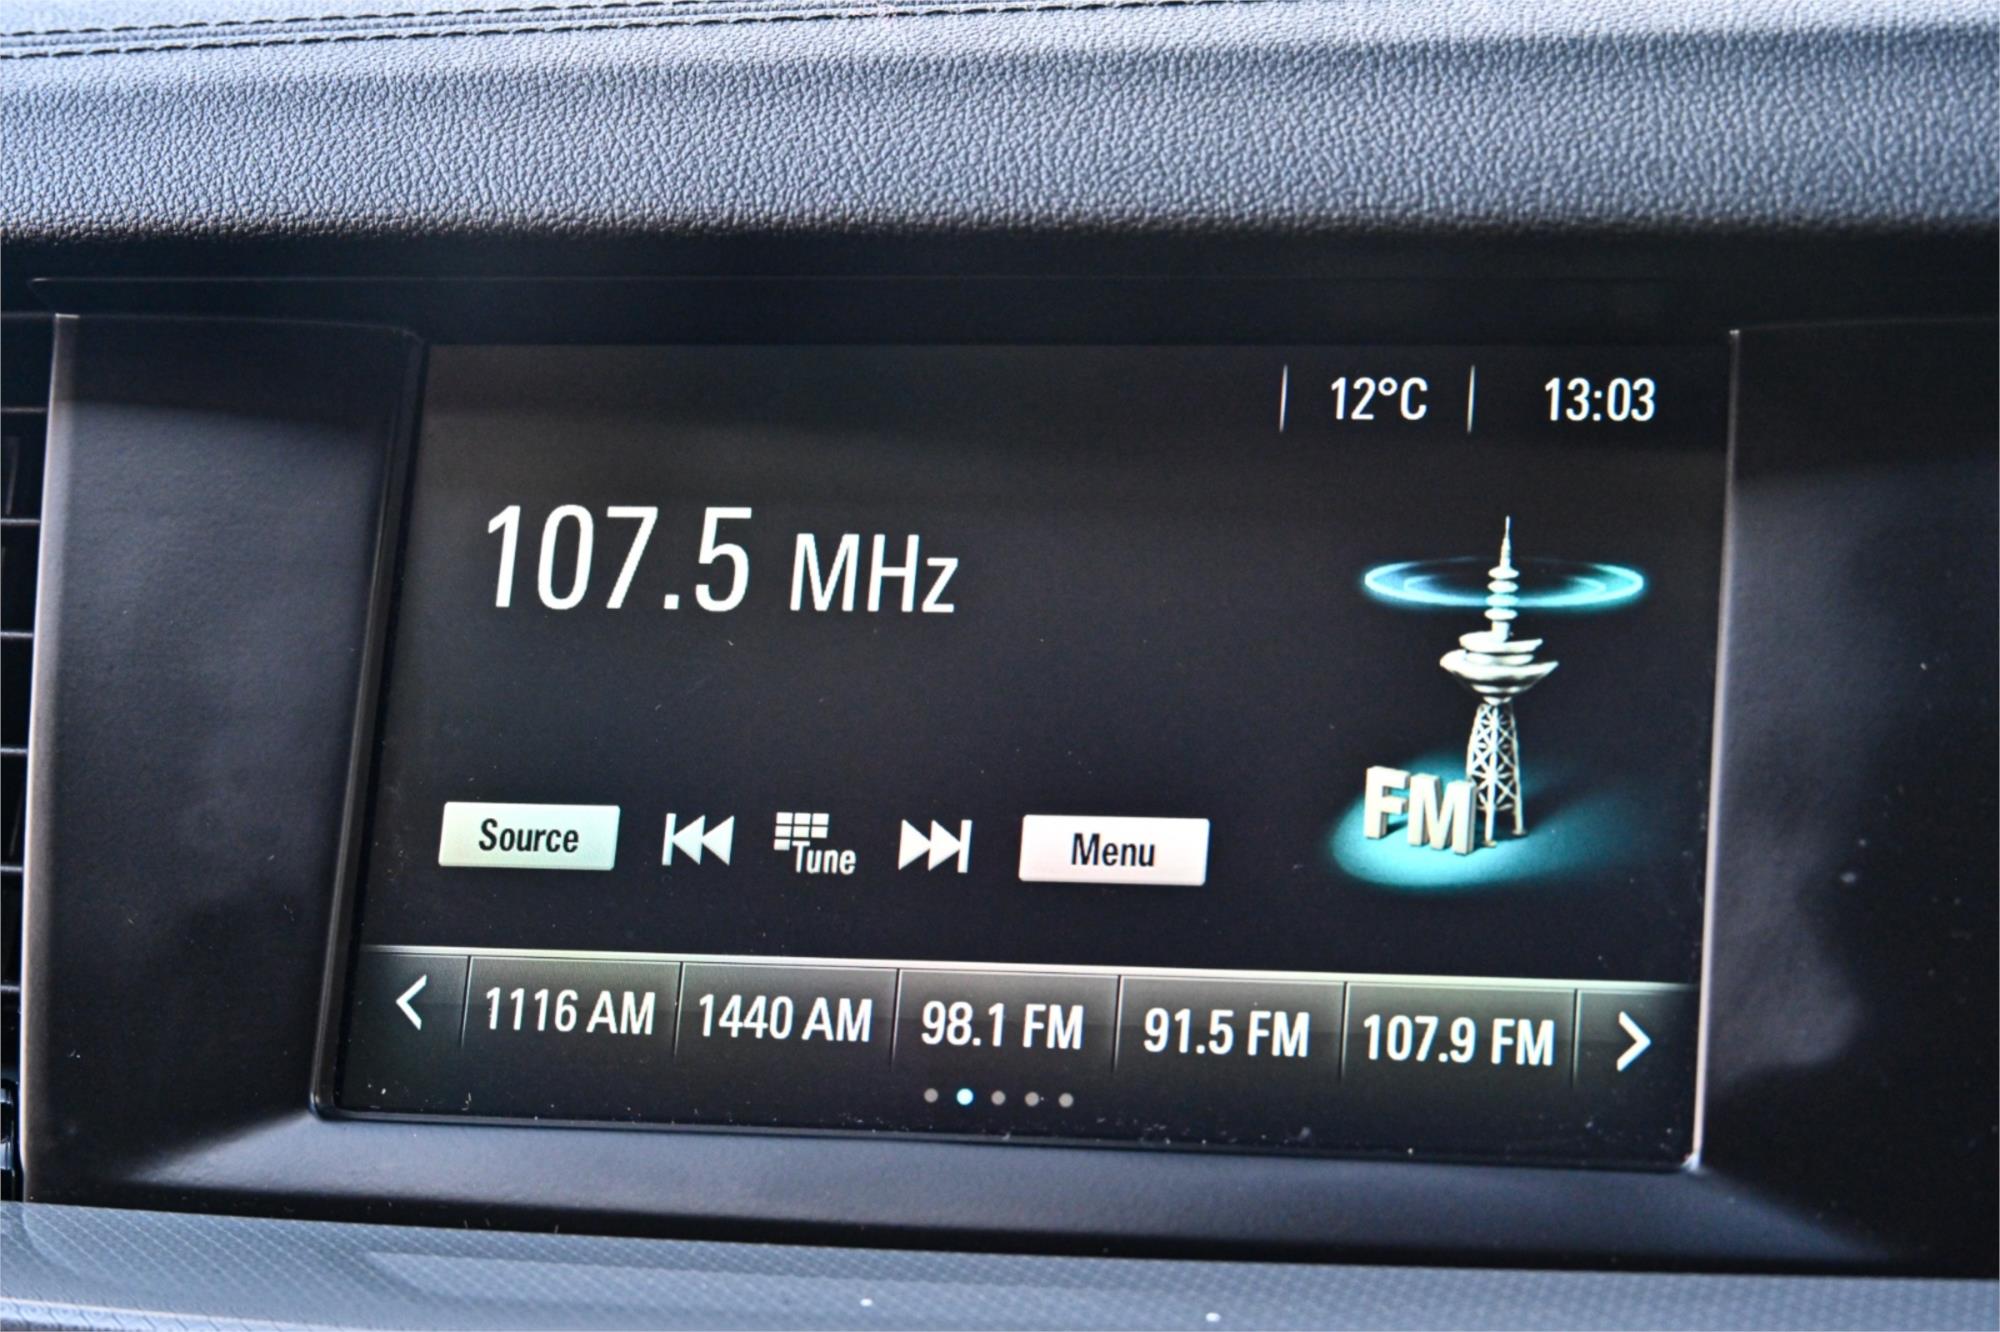 12°C 13:03
107.5 MHz
FM
Source Tune Menu
1116 AM 1440 AM 98.1 FM 91.5 FM 107.9 FM